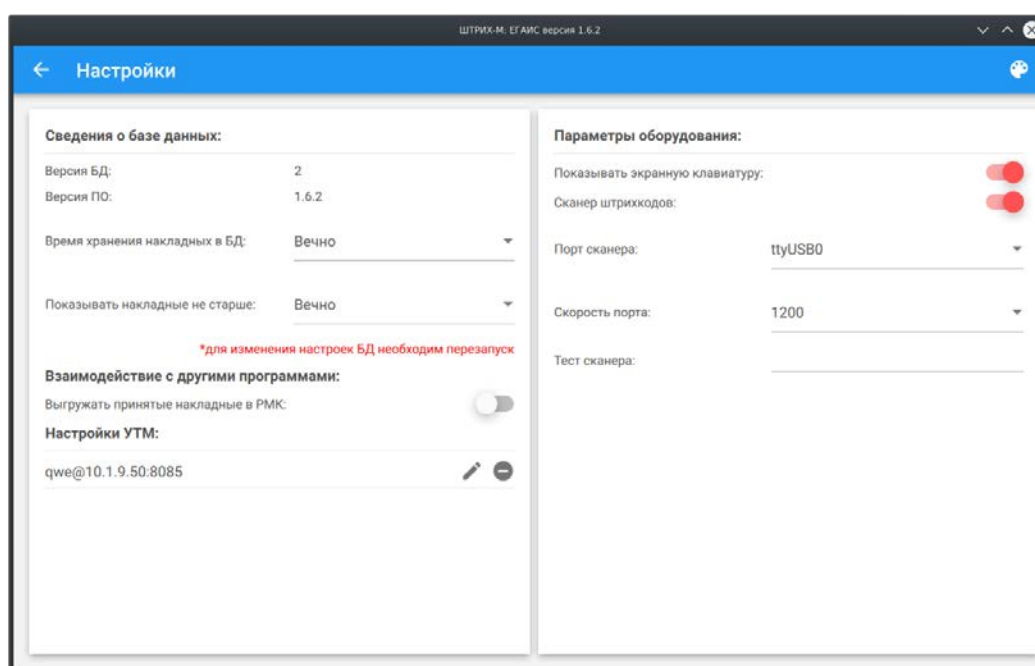 ШТРИХ-М: ЕГАИС версия 1.6.2
Настройки
Сведения о базе данных:
Версия БД: 2
Версия ПО: 1.6.2
Время хранения накладных в БД: Вечно
Показывать накладные не старше: Вечно
*для изменения настроек БД необходим перезапуск
Взаимодействие с другими программами:
Выгружать принятые накладные в РМК:
Настройки УТМ:
qwe@10.1.9.50:8085
Параметры оборудования:
Показывать экранную клавиатуру:
Сканер штрихкодов:
Порт сканера: ttyUSB0
Скорость порта: 1200
Тест сканера: